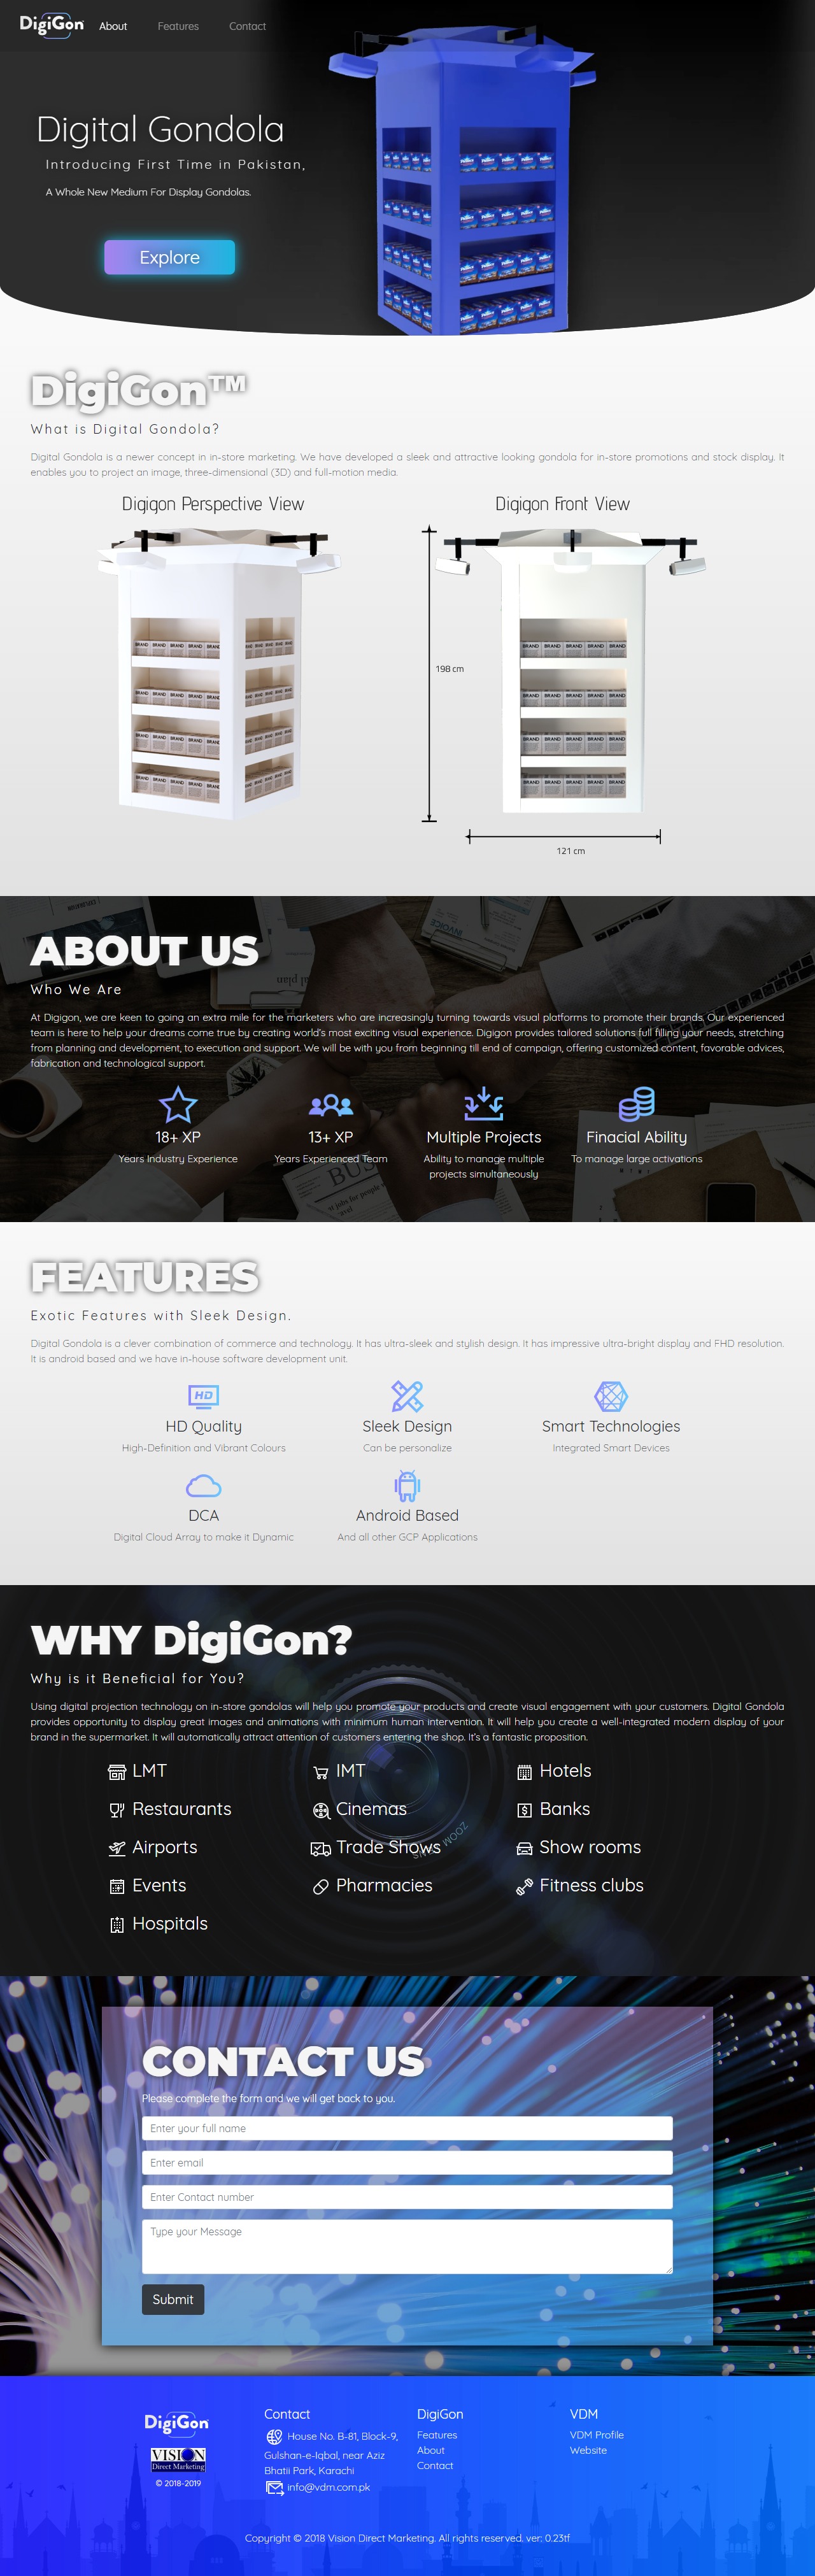 DigiGon
About
Features
Contact
Digital Gondola
Introducing First Time in Pakistan,
A Whole New Medium For Display Gondolas.
Explore
DigiGon™
What is Digital Gondola?
Digital Gondola is a newer concept in in-store marketing. We have developed a sleek and attractive looking gondola for in-store promotions and stock display. It
enables you to project an image, three-dimensional (3D) and full-motion media.
Digigon Perspective View
Digigon Front View
BRAND BRAND BRAND BRAND BRAND
198 cm
121 cm
ABOUT US
Who We Are
At Digigon, we are keen to going an extra mile for the marketers who are increasingly turning towards visual platforms to promote their brands. Our experienced
team is here to help your dreams come true by creating world's most exciting visual experience. Digigon provides tailored solutions full filling your needs, stretching
from planning and development, to execution and support. We will be with you from beginning till end of campaign, offering customized content, favorable advices,
fabrication and technological support.
INVOICE
BUS
18+ XP
Years Industry Experience
13+ XP
Years Experienced Team
Multiple Projects
Ability to manage multiple
projects simultaneously
Finacial Ability
To manage large activations
FEATURES
Exotic Features with Sleek Design.
Digital Gondola is a clever combination of commerce and technology. It has ultra-sleek and stylish design. It has impressive ultra-bright display and FHD resolution.
It is android based and we have in-house software development unit.
HD
HD Quality
High-Definition and Vibrant Colours
Sleek Design
Can be personalize
Smart Technologies
Integrated Smart Devices
DCA
Digital Cloud Array to make it Dynamic
Android Based
And all other GCP Applications
WHY DigiGon?
Why is it Beneficial for You?
Using digital projection technology on in-store gondolas will help you promote your products and create visual engagement with your customers. Digital Gondola
provides opportunity to display great images and animations with minimum human intervention. It will help you create a well-integrated modern display of your
brand in the supermarket. It will automatically attract attention of customers entering the shop. It's a fantastic proposition.
LMT
IMT
Hotels
Restaurants
Cinemas
Banks
Airports
Trade Shows
Show rooms
Events
Pharmacies
Fitness clubs
Hospitals
ZOOM
CONTACT US
Please complete the form and we will get back to you.
Enter your full name
Enter email
Enter Contact number
Type your Message
Submit
DigiGon
VISION
Direct Marketing
© 2018-2019
Contact
House No. B-81, Block-9,
Gulshan-e-Iqbal, near Aziz
Bhatii Park, Karachi
info@vdm.com.pk
DigiGon
Features
About
Contact
VDM
VDM Profile
Website
Copyright © 2018 Vision Direct Marketing. All rights reserved. ver: 0.23tf